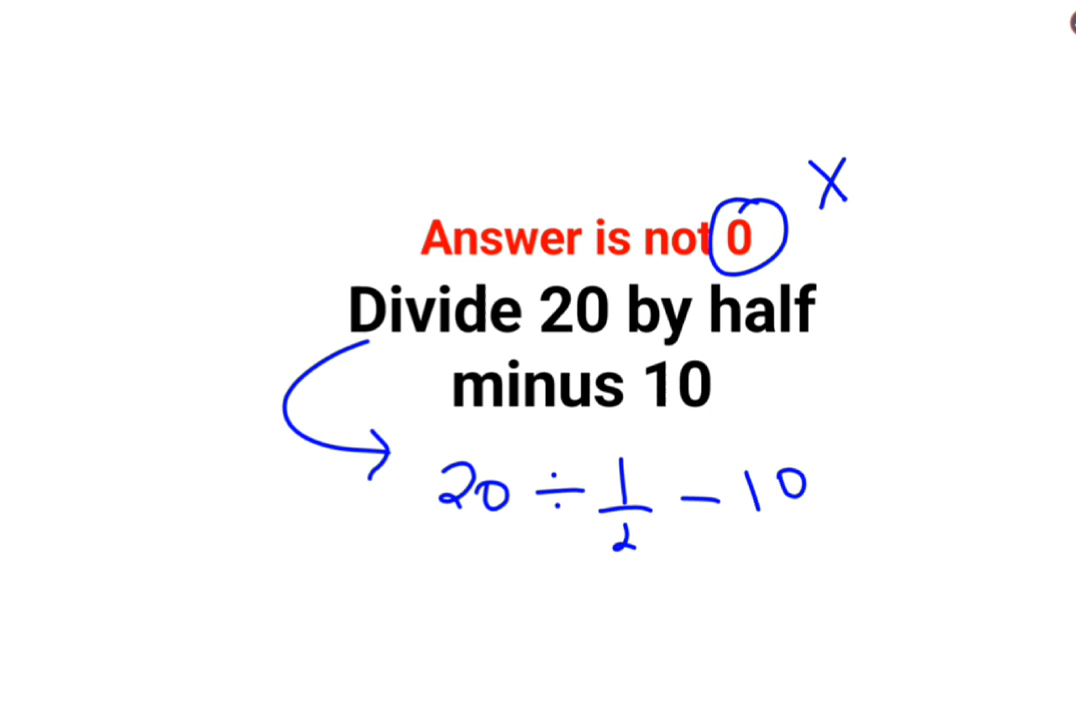 X
Answer is not 0
Divide 20 by half
minus 10
20 ÷ 1/2 - 10